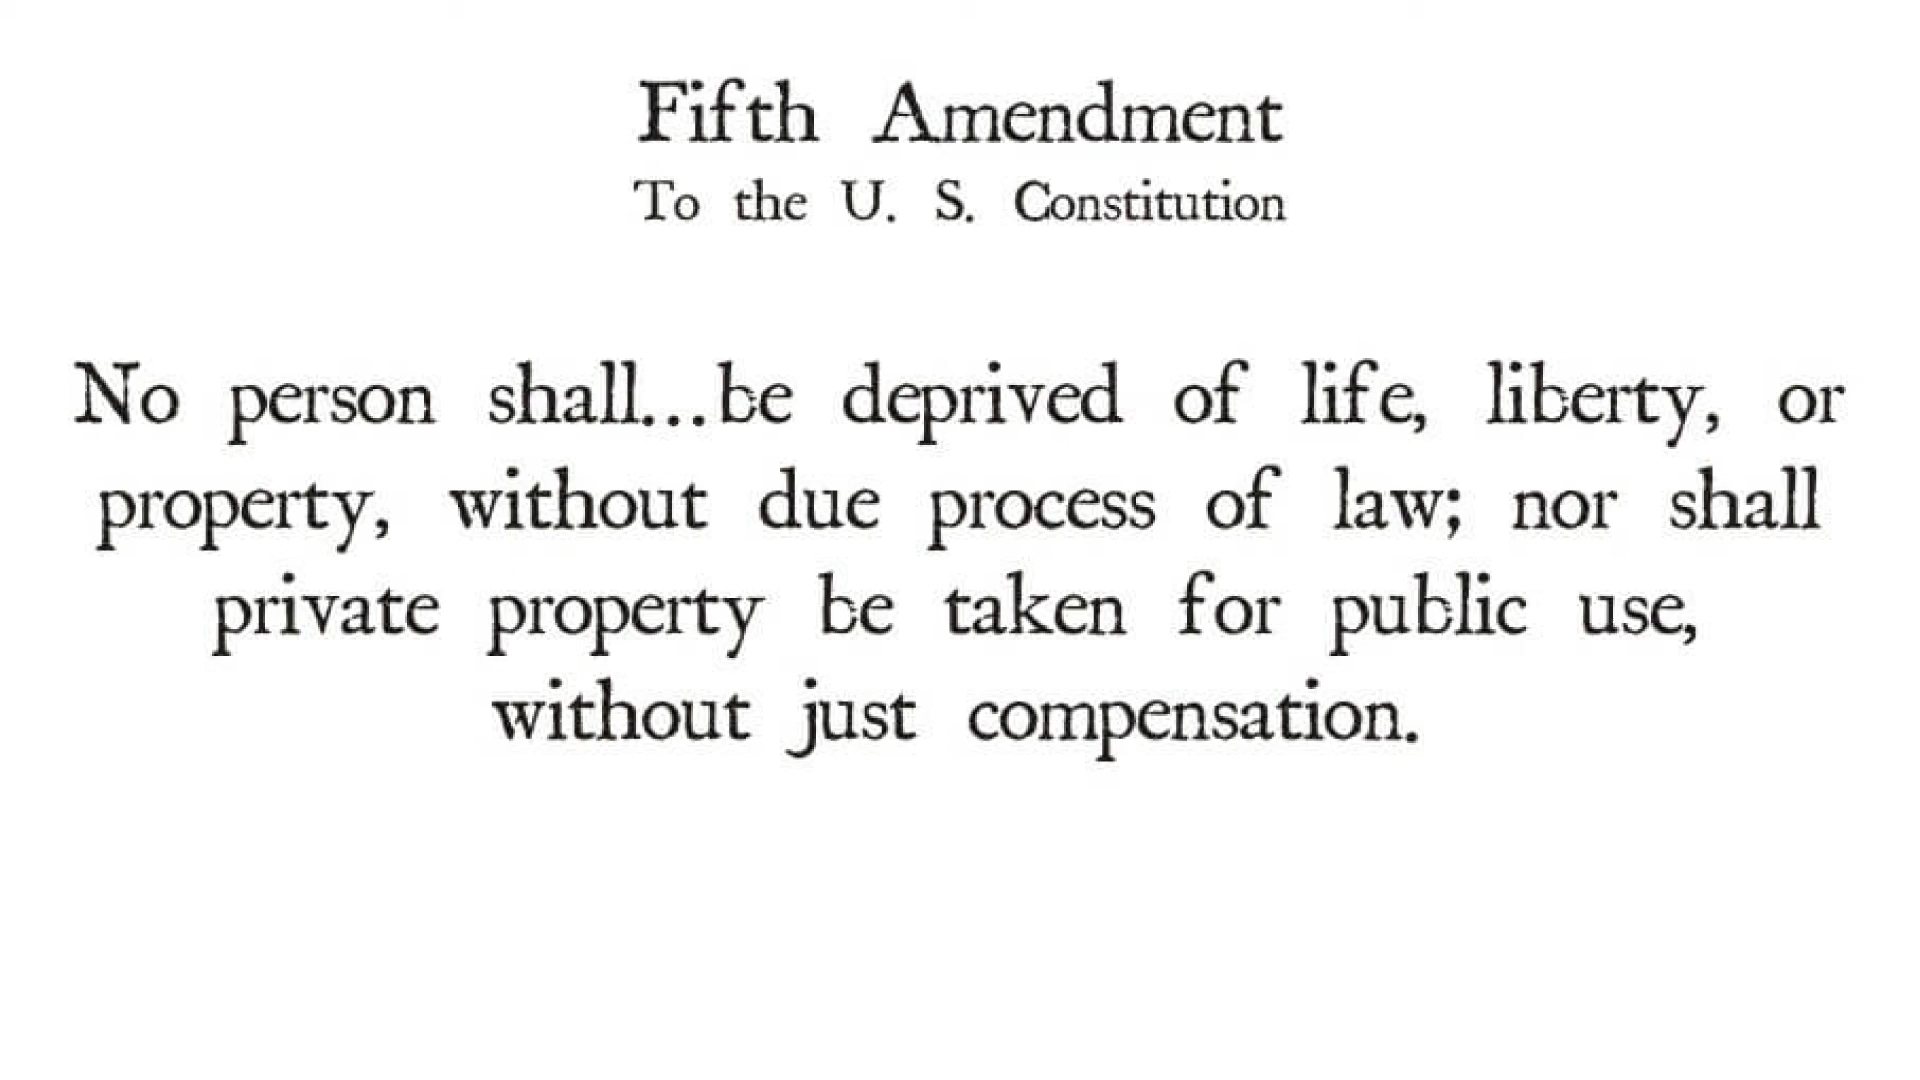 Fifth Amendment
To the U. S. Constitution
No person shall...be deprived of life, liberty, or
property, without due process of law; nor shall
private property be taken for public use,
without just compensation.